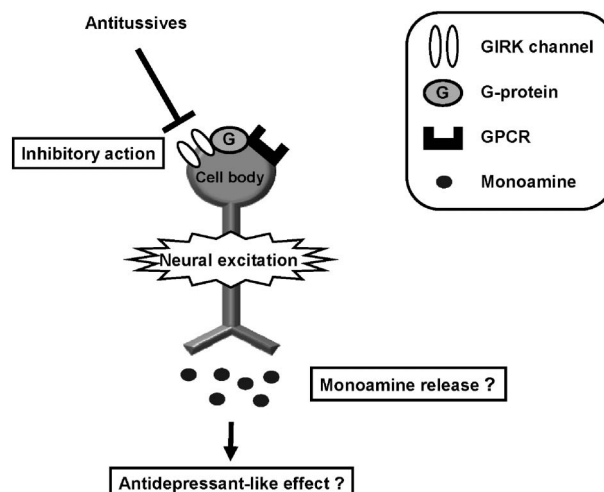 Antitussives
GIRK channel
G
G-protein
GPCR
Monoamine
G
Inhibitory action
Cell body
Neural excitation
Monoamine release ?
Antidepressant-like effect ?